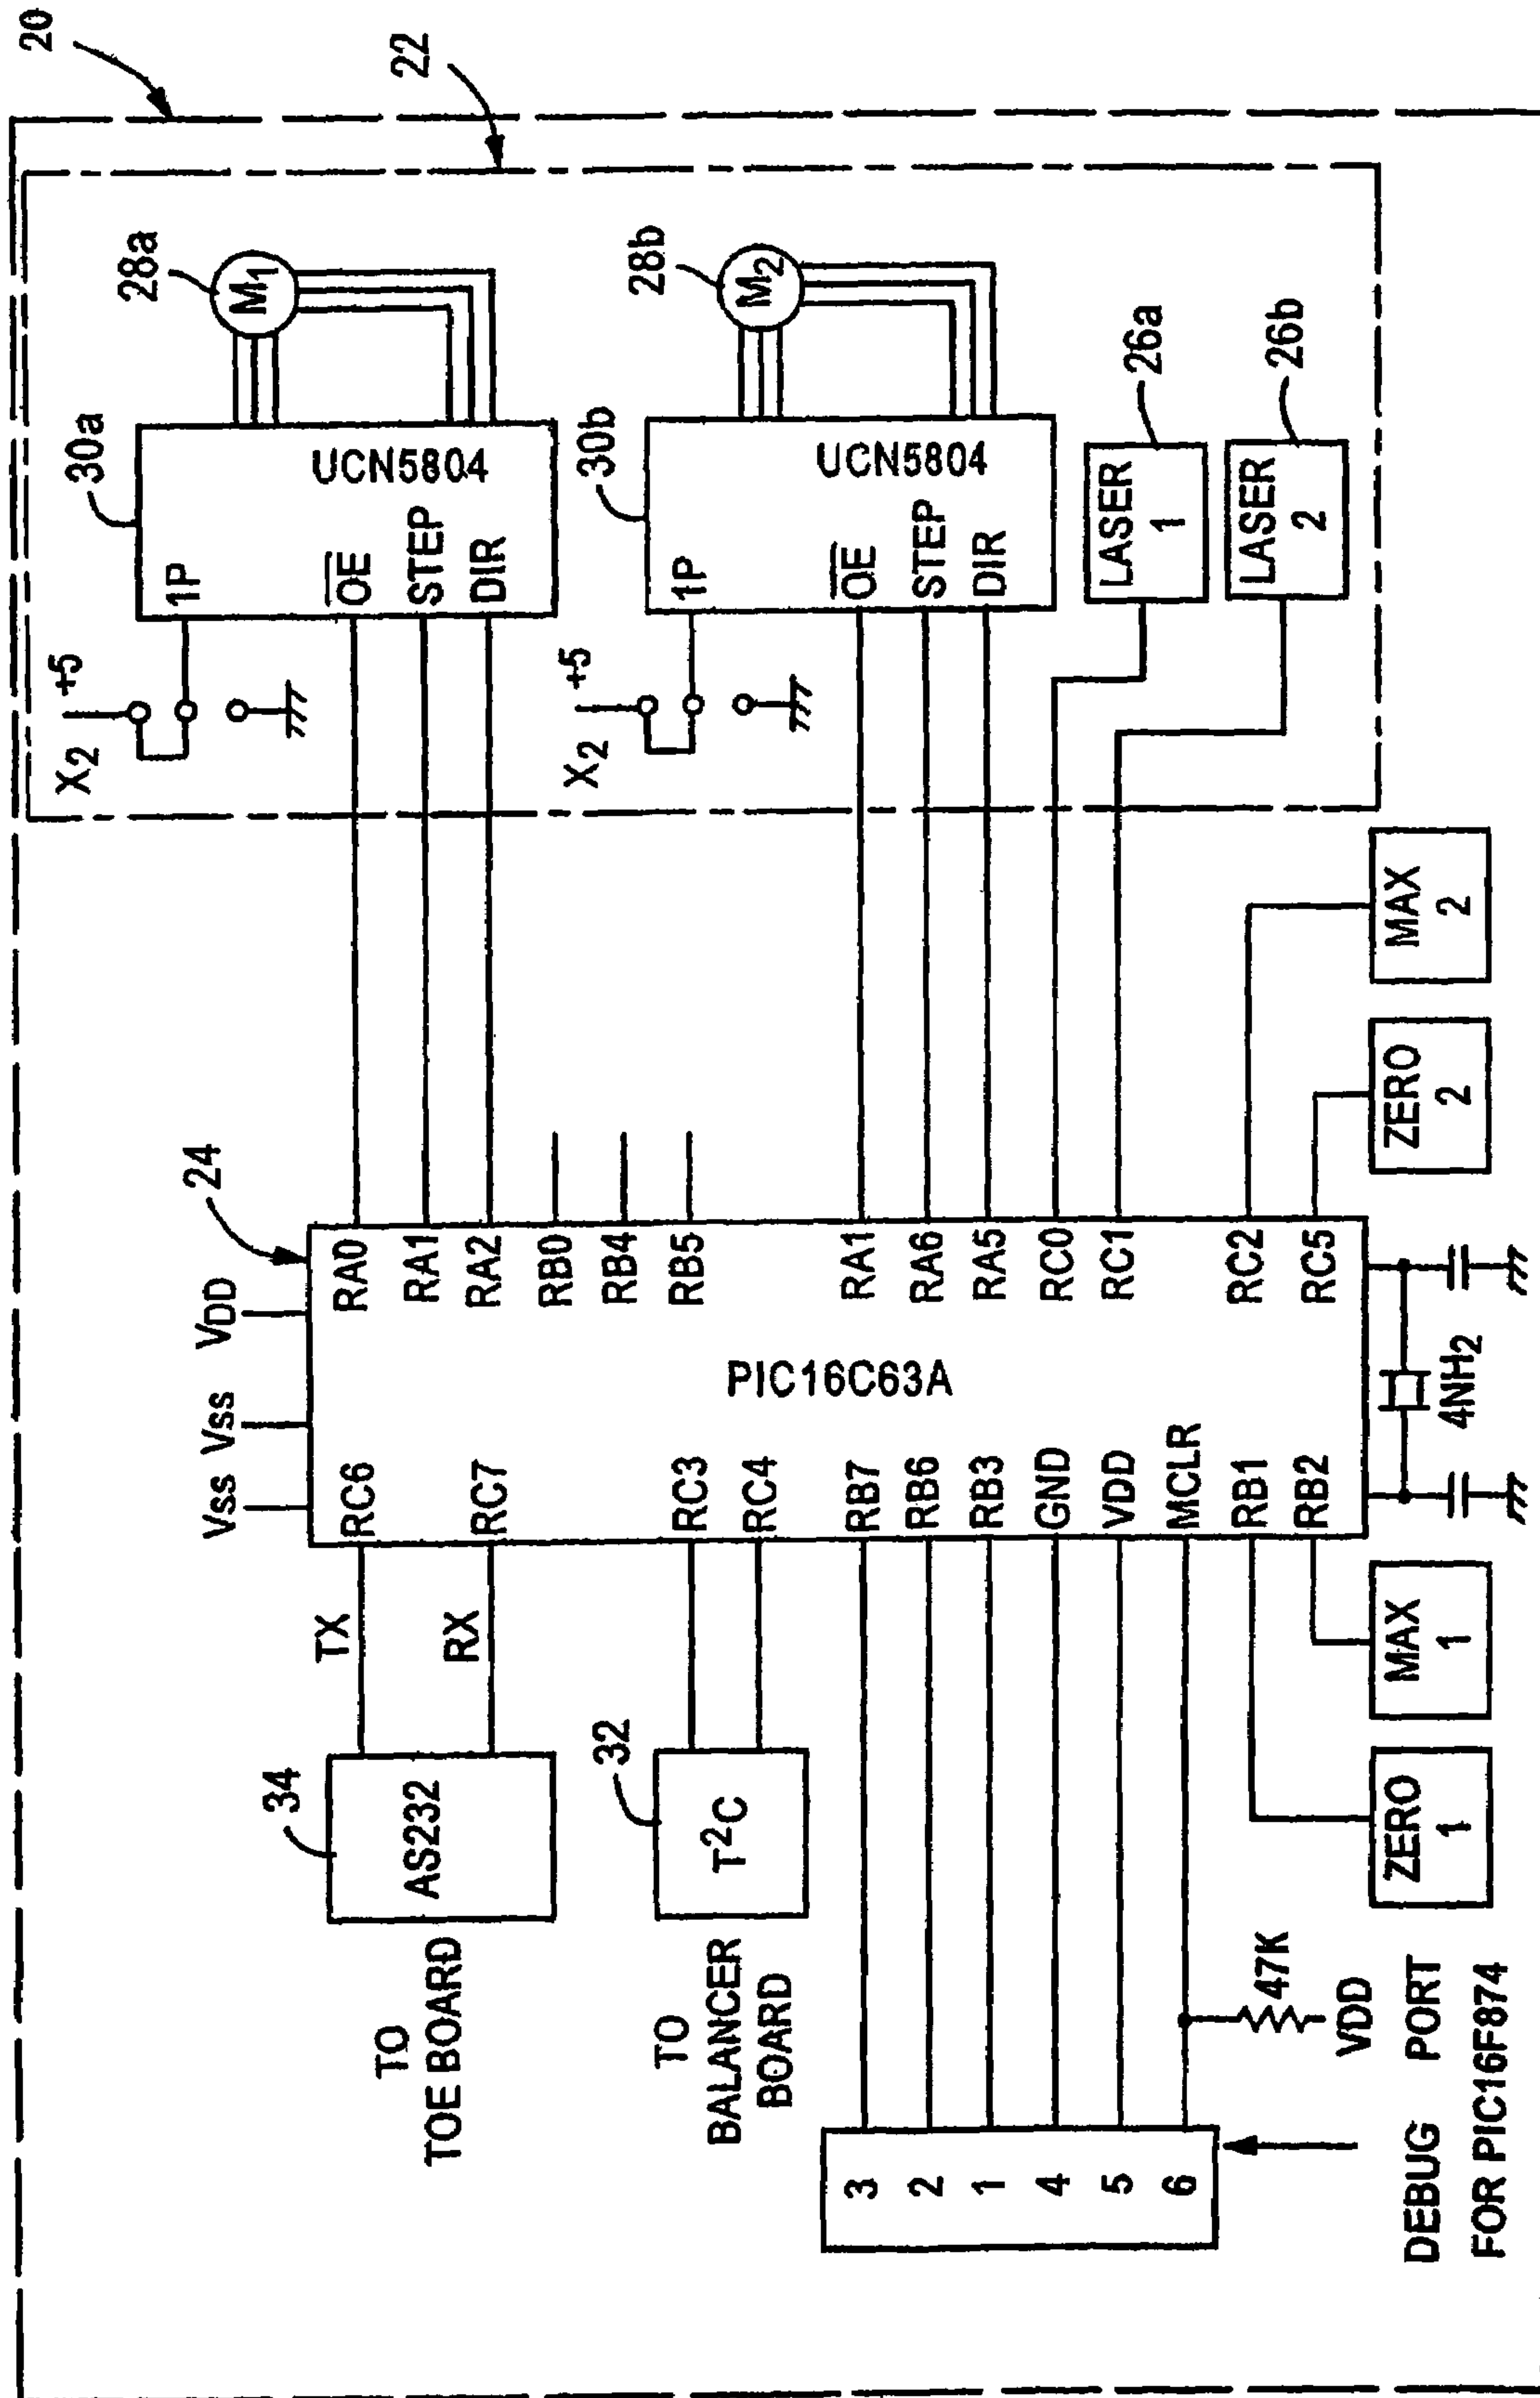 20
22
28a
M1
30a
1P
UCN5804
OE
STEP
DIR
X2
+5
28b
M2
30b
1P
UCN5804
OE
STEP
DIR
X2
+5
LASER
1
26a
LASER
2
26b
24
Vss
Vss
VDD
RC6
RC7
RC3
RC4
RB7
RB6
RB3
GND
VDD
MCLR
RB1
RB2
PIC16C63A
RA0
RA1
RA2
RB0
RB4
RB5
RA1
RA6
RA5
RC0
RC1
RC2
RC5
TX
RX
34
AS232
TO
TOE BOARD
32
T2C
TO
BALANCER
BOARD
3
2
1
4
5
6
47K
VDD
DEBUG PORT
FOR PIC16F874
ZERO
1
MAX
1
4NH2
ZERO
2
MAX
2